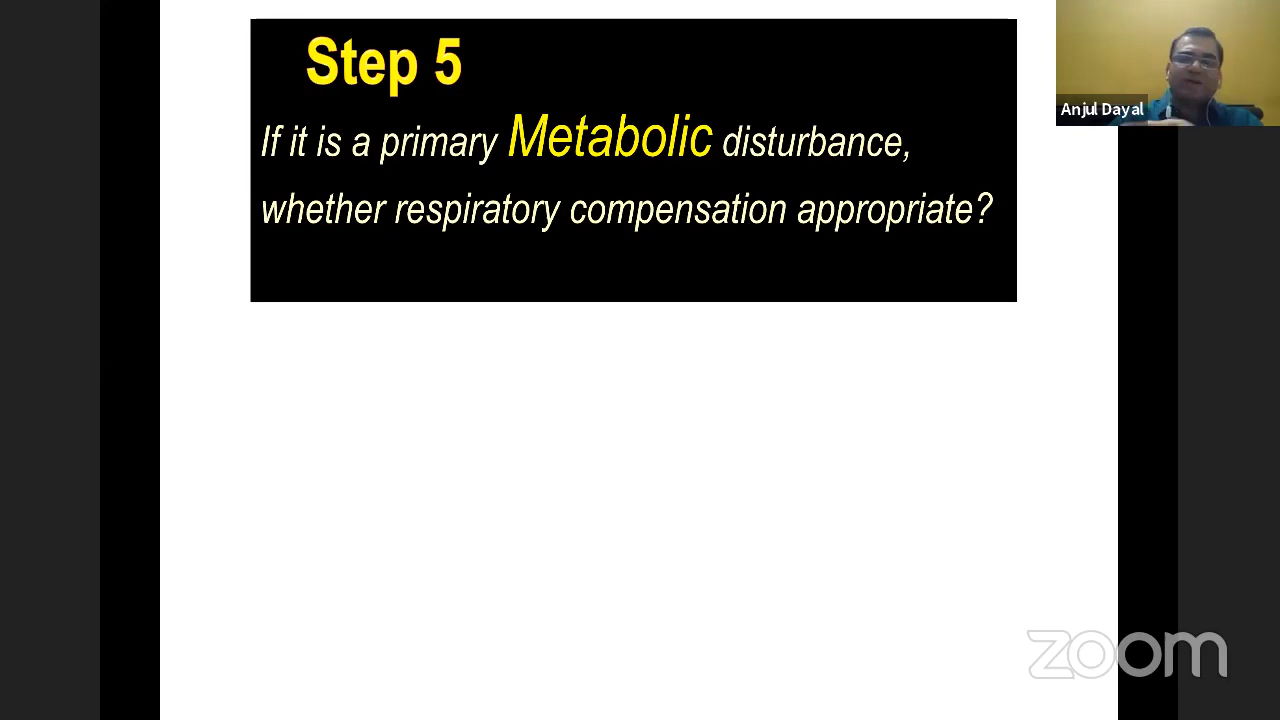 Step 5
If it is a primary Metabolic disturbance,
whether respiratory compensation appropriate?
Anjul Dayal
zoom